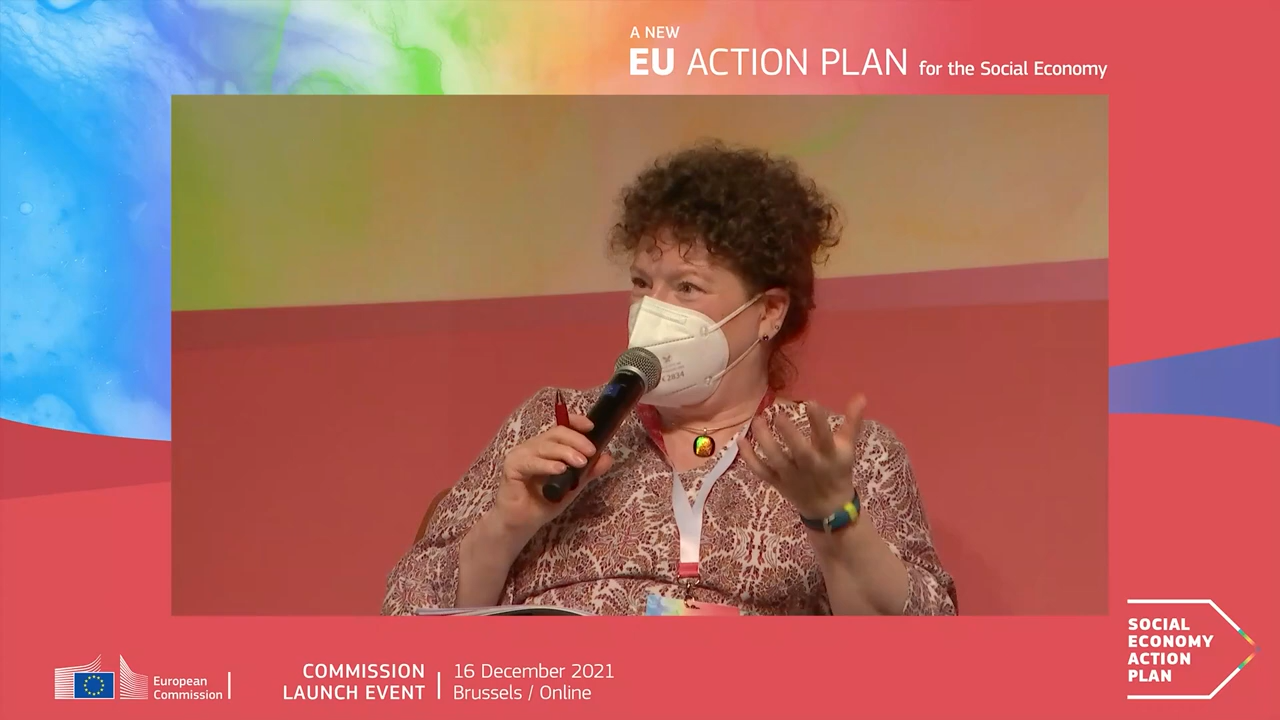 A NEW
EU ACTION PLAN for the Social Economy
2834
SOCIAL
ECONOMY
ACTION
PLAN
European
Commission
COMMISSION
LAUNCH EVENT
16 December 2021
Brussels / Online